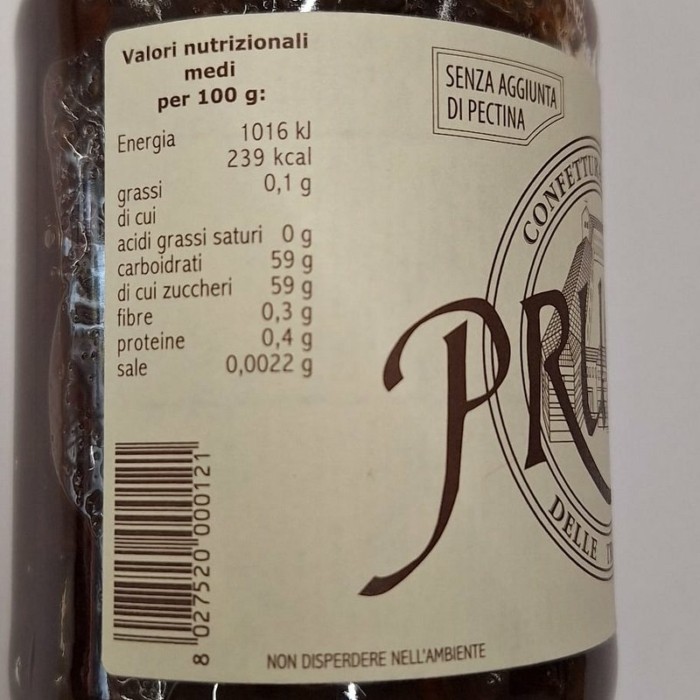 Valori nutrizionali
medi
per 100 g:
Energia 1016 kJ
239 kcal
grassi 0,1 g
di cui
acidi grassi saturi 0 g
carboidrati 59 g
di cui zuccheri 59 g
fibre 0,3 g
proteine 0,4 g
sale 0,0022 g
8 027520 000121
SENZA AGGIUNTA
DI PECTINA
DELLE
NON DISPERDERE NELL'AMBIENTE